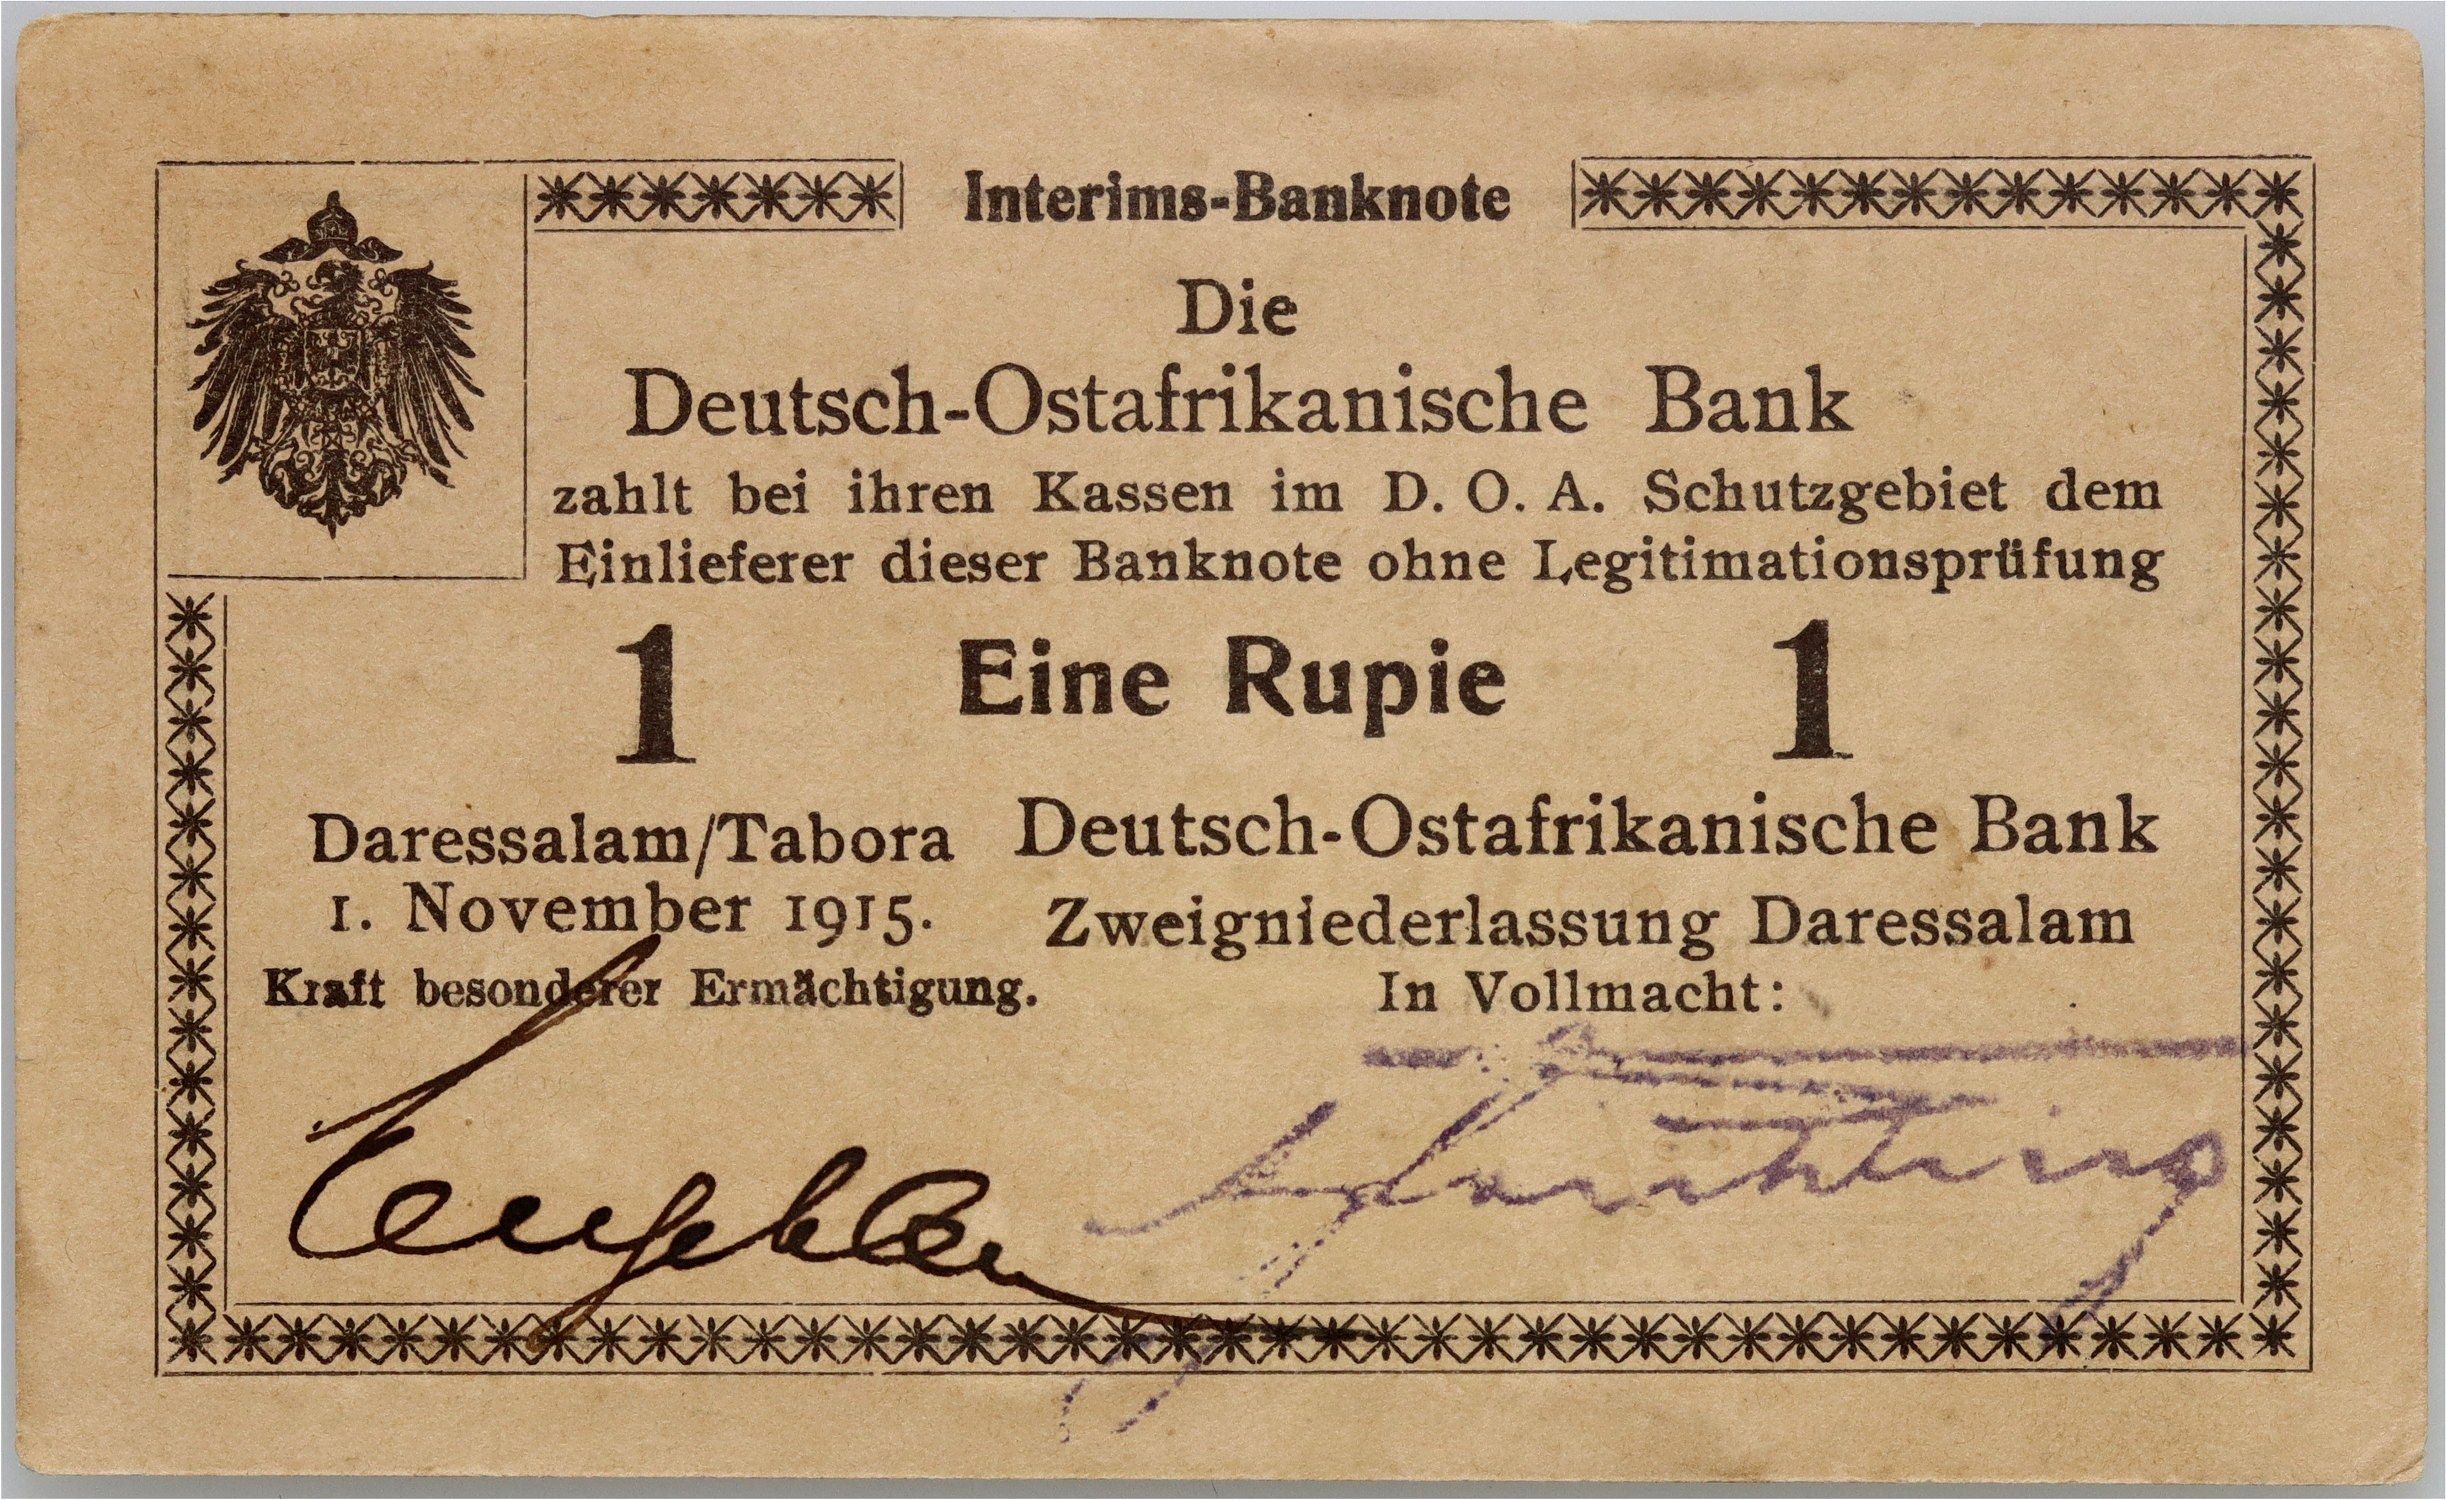 Interims-Banknote
Die
Deutsch-Ostafrikanische Bank
zahlt bei ihren Kassen im D. O. A. Schutzgebiet dem
Einlieferer dieser Banknote ohne Legitimationsprüfung
1 Eine Rupie 1
Daressalam/Tabora
1. November 1915.
Kraft besonderer Ermächtigung.
Deutsch-Ostafrikanische Bank
Zweigniederlassung Daressalam
In Vollmacht: